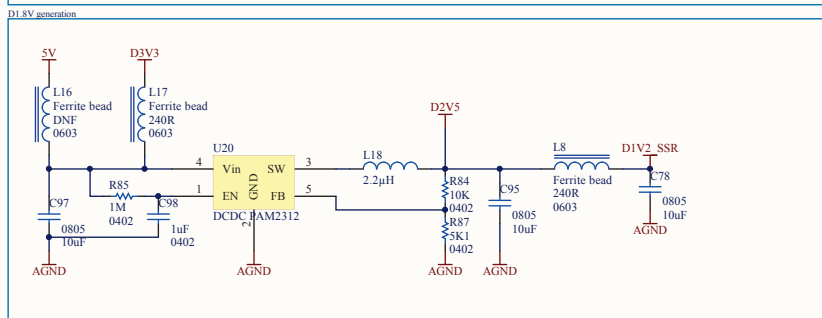 D1.8V generation
5V
D3V3
L16
Ferrite bead
DNF
0603
L17
Ferrite bead
240R
0603
D2V5
U20
4 Vin SW 3
1 EN FB 5
GND
2
DCDC PAM2312
L18
2.2µH
L8
Ferrite bead
240R
0603
D1V2_SSR
R85
1M
0402
C97
0805
10uF
C98
1uF
0402
R84
10K
0402
R87
5K1
0402
C95
0805
10uF
C78
0805
10uF
AGND
AGND
AGND
AGND
AGND